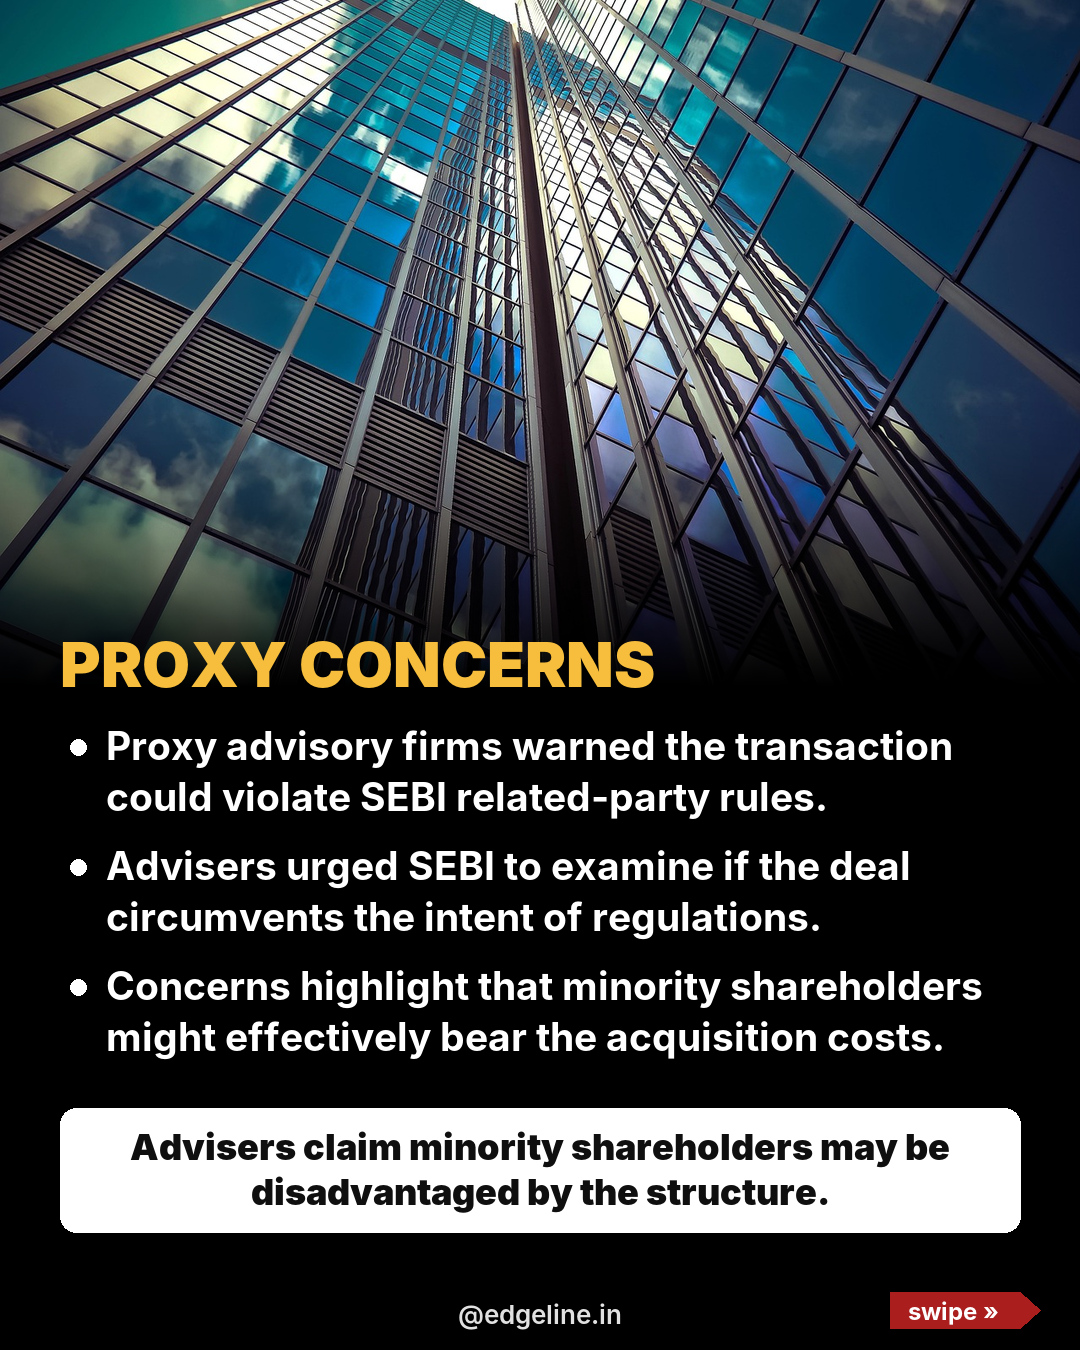 PROXY CONCERNS
Proxy advisory firms warned the transaction
could violate SEBI related-party rules.
Advisers urged SEBI to examine if the deal
circumvents the intent of regulations.
Concerns highlight that minority shareholders
might effectively bear the acquisition costs.
Advisers claim minority shareholders may be
disadvantaged by the structure.
@edgeline.in
swipe »